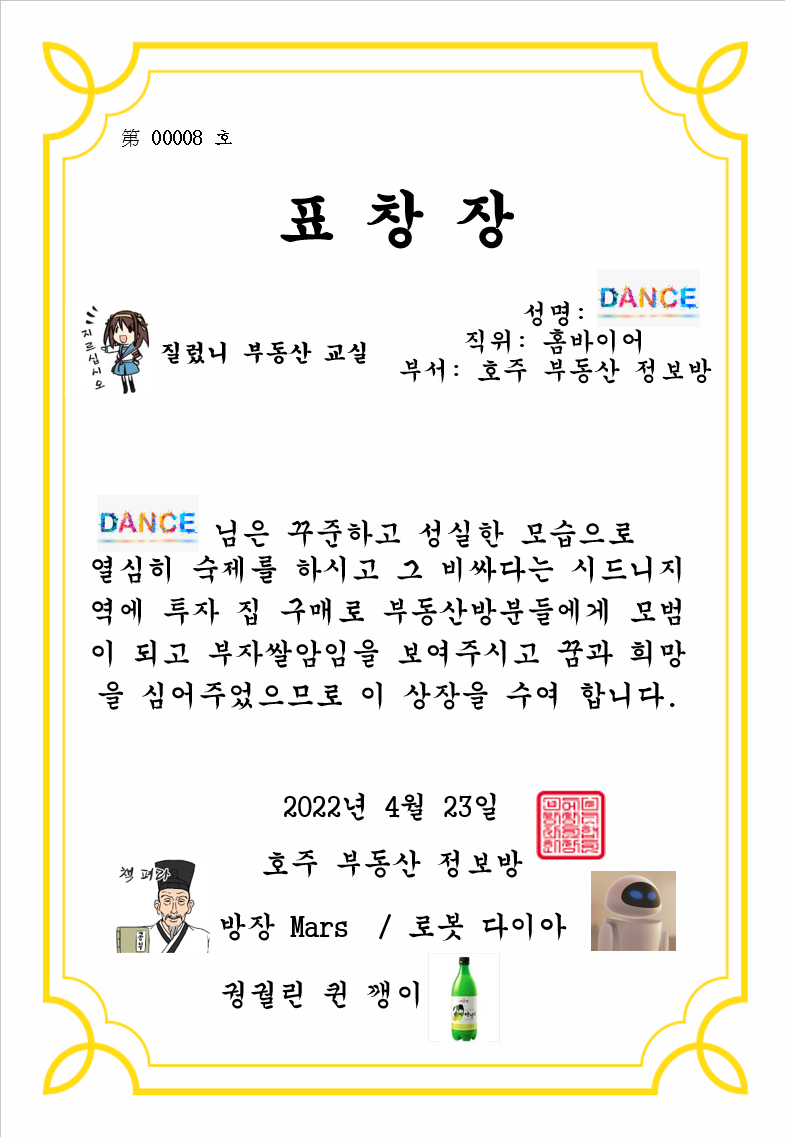 第 00008 호
표 창 장
성명: DANCE
지르십시오
질렀니 부동산 교실
직위: 홈바이어
부서: 호주 부동산 정보방
DANCE 님은 꾸준하고 성실한 모습으로
열심히 숙제를 하시고 그 비싸다는 시드니지
역에 투자 집 구매로 부동산방분들에게 모범
이 되고 부자쌀암임을 보여주시고 꿈과 희망
을 심어주었으므로 이 상장을 수여 합니다.
2022년 4월 23일
호주 부동산 정보방
책 펴라
방장 Mars / 로봇 다이아
궝궬린 퀸 깽이